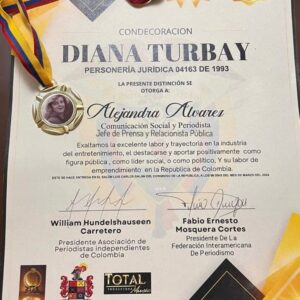 CONDECORACION
DIANA TURBAY
PERSONERÍA JURÍDICA 04163 DE 1993
LA PRESENTE DISTINCIÓN SE
OTORGA A:
Alejandra Alvarez
Comunicación Social y Periodista
Jefe de Prensa y Relacionista Pública.
Exaltamos la excelente labor y trayectoria en la industria
del entretenimiento, el destacarse y aportar positivamente como
figura pública, como líder social, o como político, Y su labor de
emprendimiento en la Republica de Colombia.
William Hundelshausseen
Carretero
Presidente Asociación de
Periodistas independientes
de Colombia
Fabio Ernesto
Mosquera Cortes
Presidente De La
Federación Interamericana
De Periodismo
TOTAL